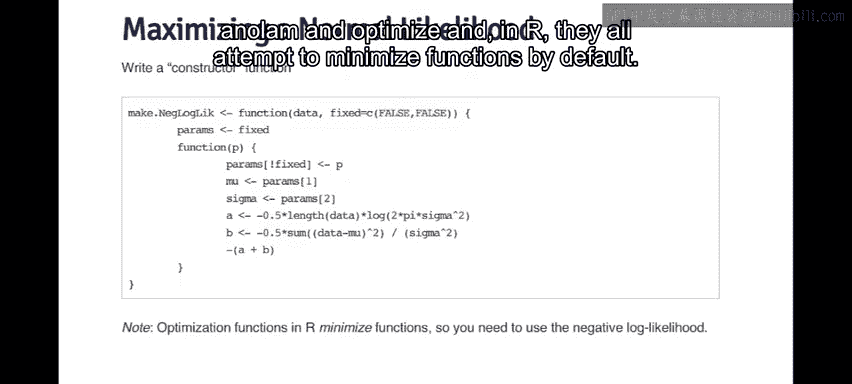 Maximizing a Normal Likelihood
anolam and optimize and, in R, they all
attempt to minimize functions by default.
Write a "constructor" function
make.NegLogLik <- function(data, fixed=c(FALSE,FALSE)) {
params <- fixed
function(p) {
params[!fixed] <- p
mu <- params[1]
sigma <- params[2]
a <- -0.5*length(data)*log(2*pi*sigma^2)
b <- -0.5*sum((data-mu)^2) / (sigma^2)
-(a + b)
}
}
Note: Optimization functions in R minimize functions, so you need to use the negative log-likelihood.